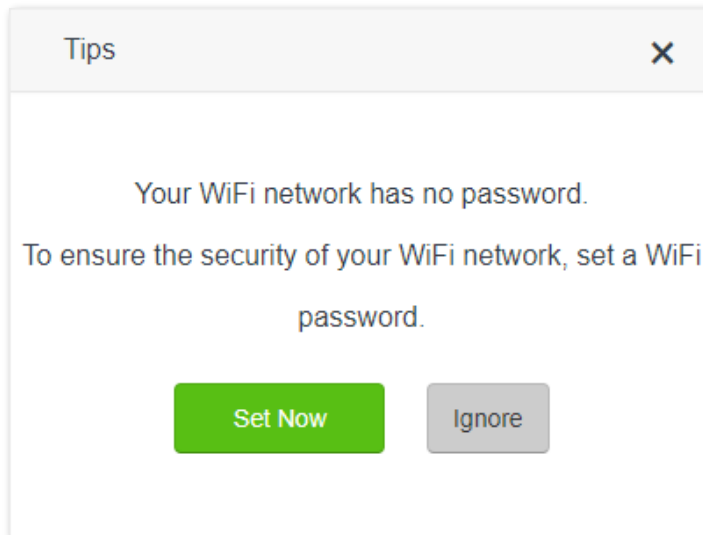 Tips
Your WiFi network has no password.
To ensure the security of your WiFi network, set a WiFi
password.
Set Now
Ignore